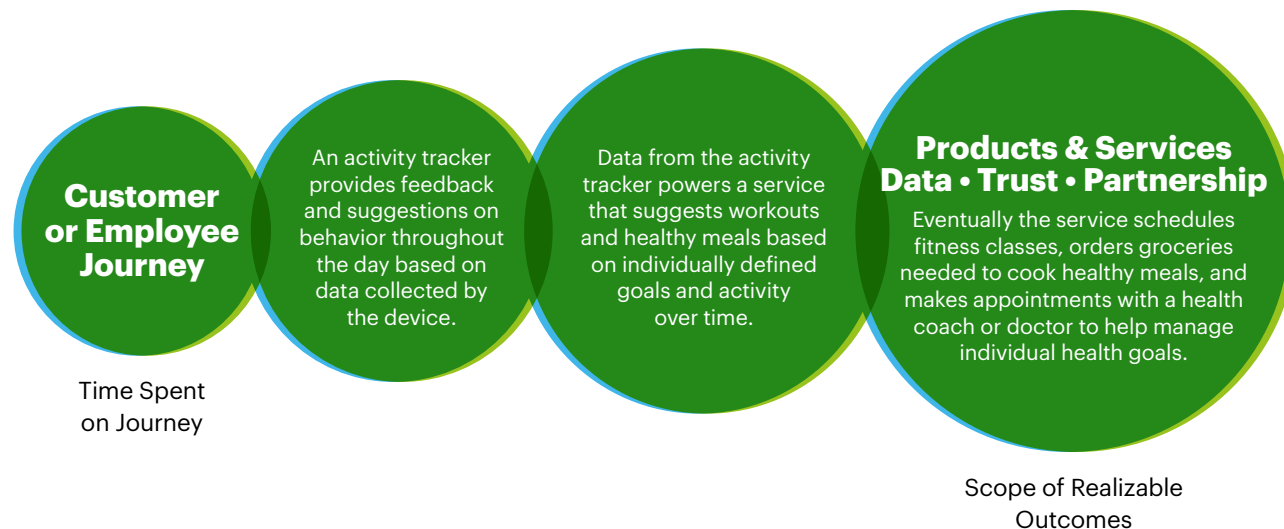 Customer
or Employee
Journey
Time Spent
on Journey
An activity tracker
provides feedback
and suggestions on
behavior throughout
the day based on
data collected by
the device.
Data from the activity
tracker powers a service
that suggests workouts
and healthy meals based
on individually defined
goals and activity
over time.
Products & Services
Data • Trust • Partnership
Eventually the service schedules
fitness classes, orders groceries
needed to cook healthy meals, and
makes appointments with a health
coach or doctor to help manage
individual health goals.
Scope of Realizable
Outcomes